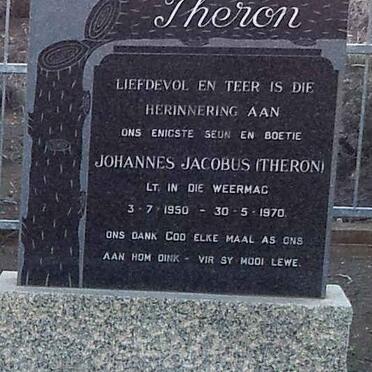 Theron
LIEFDEVOL EN TEER IS DIE
HERINNERING AAN
ONS ENIGSTE SEUN EN BOETIE
JOHANNES JACOBUS (THERON)
LT. IN DIE WEERMAG
3-7-1950 - 30-5-1970.
ONS DANK GOD ELKE MAAL AS ONS
AAN HOM DINK - VIR SY MOOI LEWE.